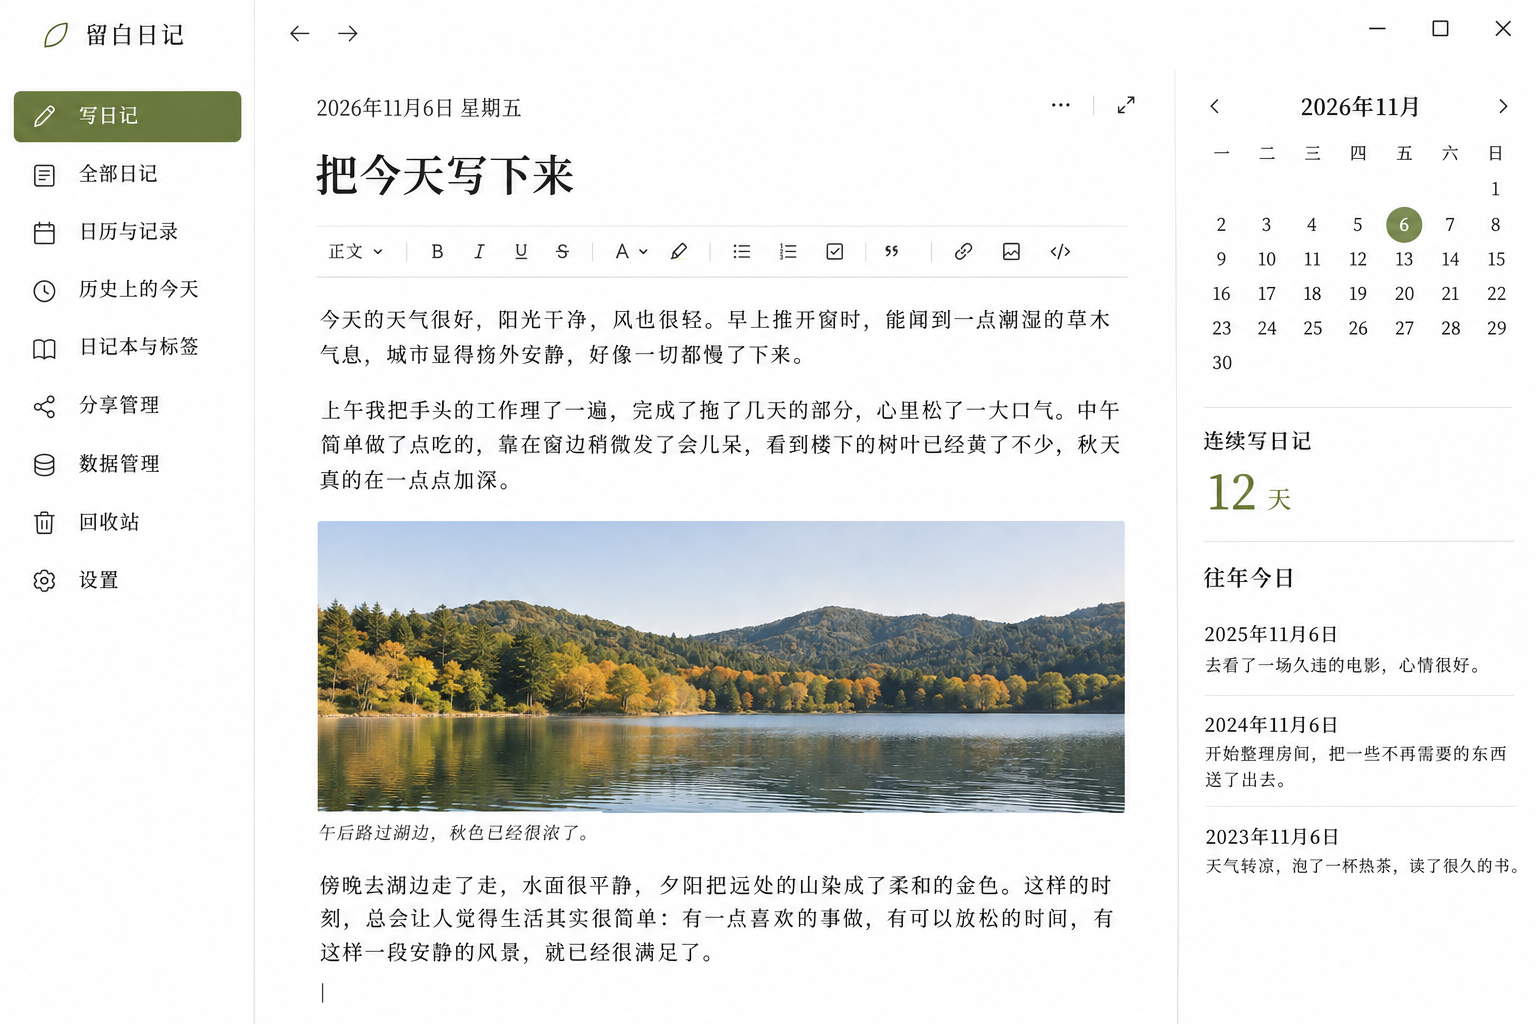 留白日记
写日记
全部日记
日历与记录
历史上的今天
日记本与标签
分享管理
数据管理
回收站
设置
2026年11月6日 星期五
把今天写下来
正文
B I U S A
今天的天气很好，阳光干净，风也很轻。早上推开窗时，能闻到一点潮湿的草木
气息，城市显得 外安静，好像一切都慢了下来。
上午我把手头的工作理了一遍，完成了拖了几天的部分，心里松了一大口气。中午
简单做了点吃的，靠在窗边稍微发了会儿呆，看到楼下的树叶已经黄了不少，秋天
真的在一点点加深。
午后路过湖边，秋色已经很浓了。
傍晚去湖边走了走，水面很平静，夕阳把远处的山染成了柔和的金色。这样的时
刻，总会让人觉得生活其实很简单：有一点喜欢的事做，有可以放松的时间，有
这样一段安静的风景，就已经很满足了。
2026年11月
一 二 三 四 五 六 日
1
2 3 4 5 6 7 8
9 10 11 12 13 14 15
16 17 18 19 20 21 22
23 24 25 26 27 28 29
30
连续写日记
12 天
往年今日
2025年11月6日
去看了一场久违的电影，心情很好。
2024年11月6日
开始整理房间，把一些不再需要的东西
送了出去。
2023年11月6日
天气转凉，泡了一杯热茶，读了很久的书。